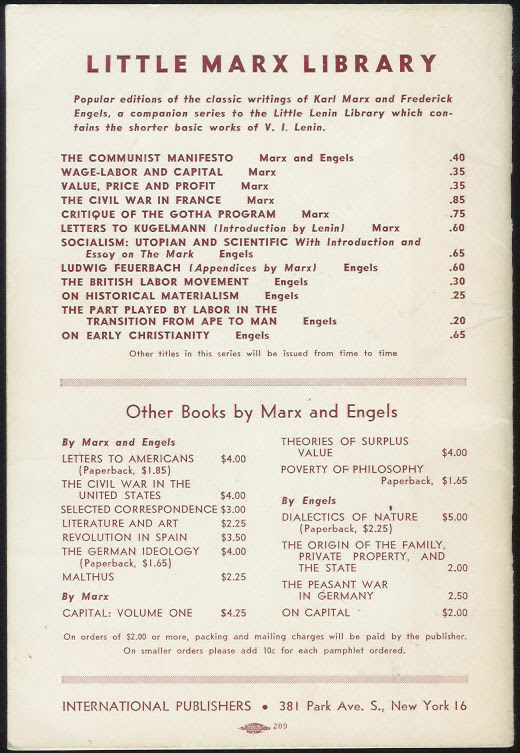 LITTLE MARX LIBRARY
Popular editions of the classic writings of Karl Marx and Frederick
Engels, a companion series to the Little Lenin Library which con-
tains the shorter basic works of V. I. Lenin.
THE COMMUNIST MANIFESTO Marx and Engels .40
WAGE-LABOR AND CAPITAL Marx .35
VALUE, PRICE AND PROFIT Marx .35
THE CIVIL WAR IN FRANCE Marx .85
CRITIQUE OF THE GOTHA PROGRAM Marx .75
LETTERS TO KUGELMANN (Introduction by Lenin) Marx .60
SOCIALISM: UTOPIAN AND SCIENTIFIC With Introduction and
Essay on The Mark Engels .65
LUDWIG FEUERBACH (Appendices by Marx) Engels .60
THE BRITISH LABOR MOVEMENT Engels .30
ON HISTORICAL MATERIALISM Engels .25
THE PART PLAYED BY LABOR IN THE
TRANSITION FROM APE TO MAN Engels .20
ON EARLY CHRISTIANITY Engels .65
Other titles in this series will be issued from time to time
Other Books by Marx and Engels
By Marx and Engels
LETTERS TO AMERICANS $4.00
(Paperback, $1.85)
THE CIVIL WAR IN THE
UNITED STATES $4.00
SELECTED CORRESPONDENCE $3.00
LITERATURE AND ART $2.25
REVOLUTION IN SPAIN $3.50
THE GERMAN IDEOLOGY $4.00
(Paperback, $1.65)
MALTHUS $2.25
By Marx
CAPITAL: VOLUME ONE $4.25
THEORIES OF SURPLUS
VALUE $4.00
POVERTY OF PHILOSOPHY
Paperback, $1.65
By Engels
DIALECTICS OF NATURE $5.00
(Paperback, $2.25)
THE ORIGIN OF THE FAMILY,
PRIVATE PROPERTY, AND
THE STATE 2.00
THE PEASANT WAR
IN GERMANY 2.50
ON CAPITAL $2.00
On orders of $2.00 or more, packing and mailing charges will be paid by the publisher.
On smaller orders please add 10c for each pamphlet ordered.
INTERNATIONAL PUBLISHERS • 381 Park Ave. S., New York 16
209